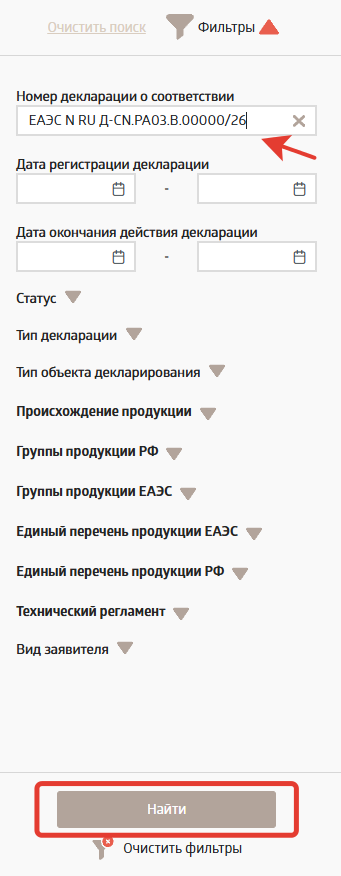 Очистить поиск Фильтры
Номер декларации о соответствии
ЕАЭС N RU Д-CN.РА03.В.00000/26
Дата регистрации декларации
-
Дата окончания действия декларации
-
Статус
Тип декларации
Тип объекта декларирования
Происхождение продукции
Группы продукции РФ
Группы продукции ЕАЭС
Единый перечень продукции ЕАЭС
Единый перечень продукции РФ
Технический регламент
Вид заявителя
Найти
Очистить фильтры